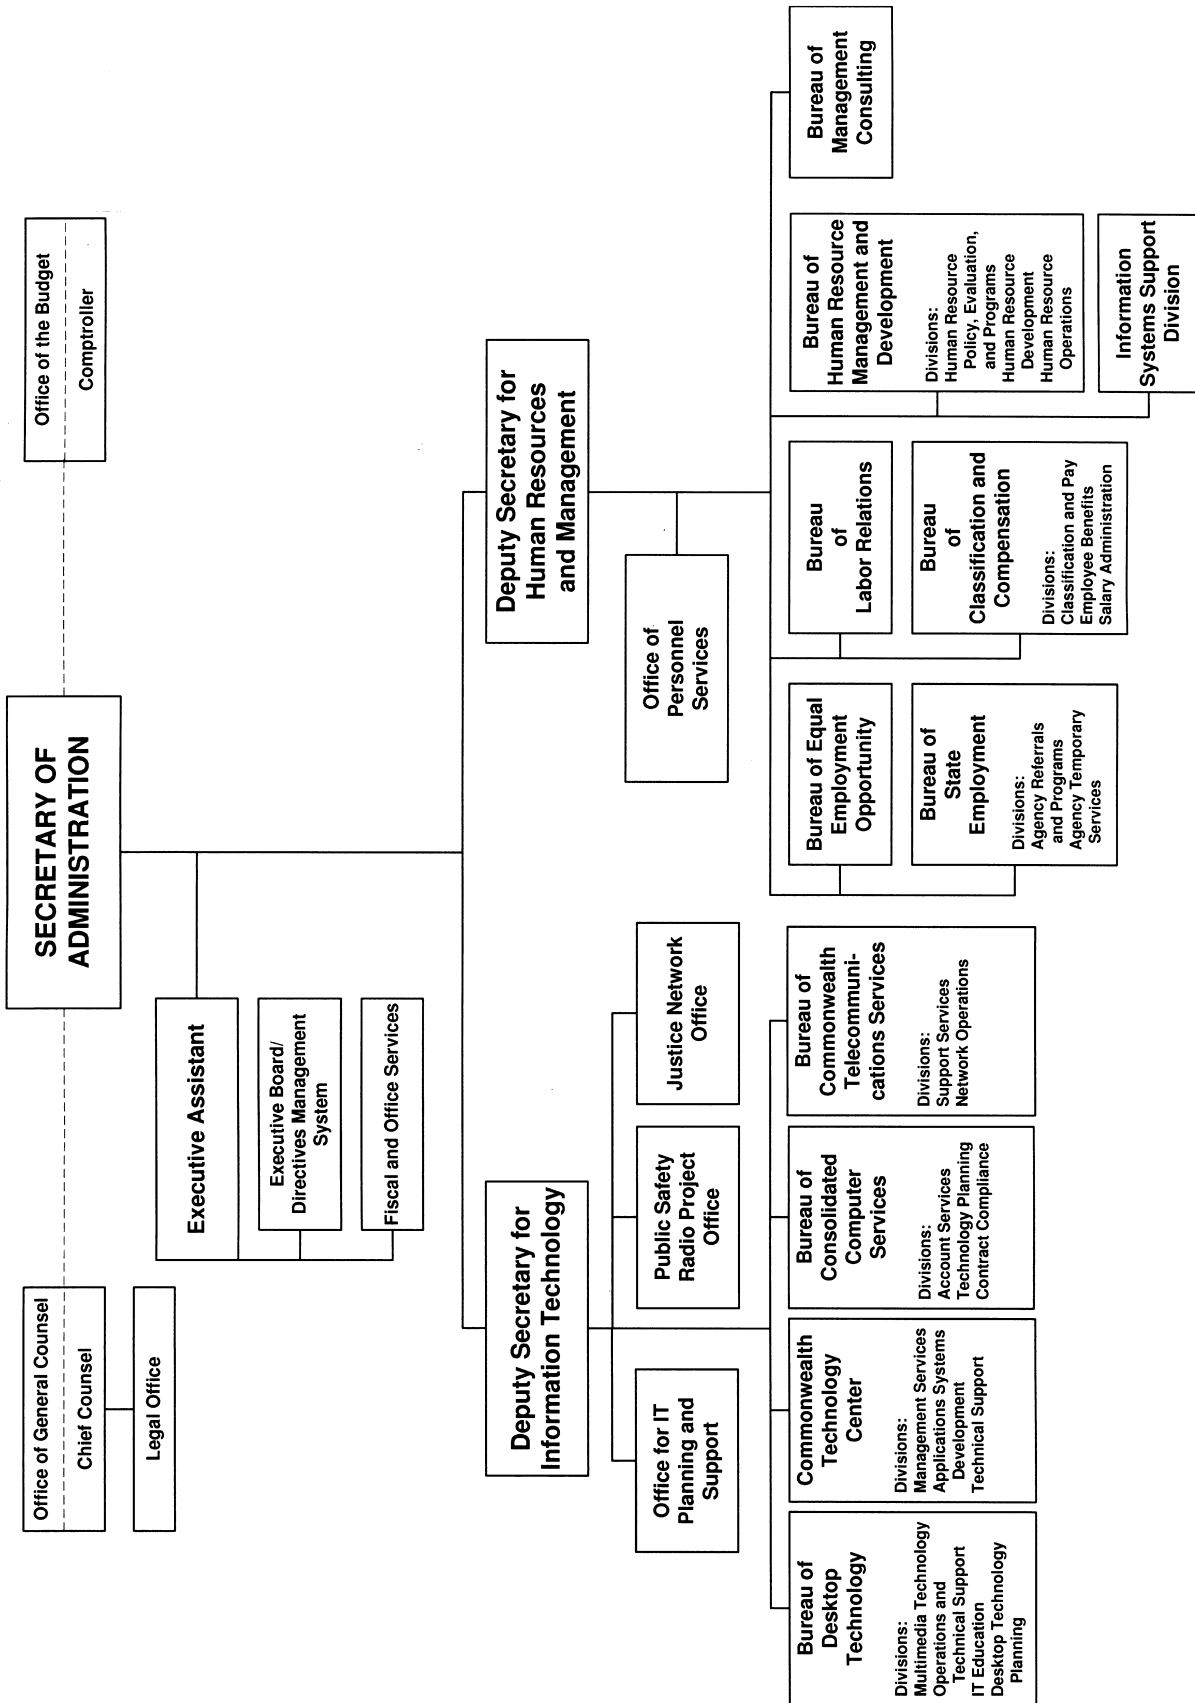 SECRETARY OF
ADMINISTRATION
Office of General Counsel
Chief Counsel
Legal Office
Office of the Budget
Comptroller
Executive Assistant
Executive Board/
Directives Management
System
Fiscal and Office Services
Deputy Secretary for
Information Technology
Deputy Secretary for
Human Resources
and Management
Office for IT
Planning and
Support
Public Safety
Radio Project
Office
Justice Network
Office
Office of
Personnel
Services
Bureau of
Desktop
Technology
Divisions:
Multimedia Technology
Operations and
Technical Support
IT Education
Desktop Technology
Planning
Commonwealth
Technology
Center
Divisions:
Management Services
Applications Systems
Development
Technical Support
Bureau of
Consolidated
Computer
Services
Divisions:
Account Services
Technology Planning
Contract Compliance
Bureau of
Commonwealth
Telecommuni-
cations Services
Divisions:
Support Services
Network Operations
Bureau of Equal
Employment
Opportunity
Bureau of
State
Employment
Divisions:
Agency Referrals
and Programs
Agency Temporary
Services
Bureau
of
Labor Relations
Bureau
of
Classification and
Compensation
Divisions:
Classification and Pay
Employee Benefits
Salary Administration
Bureau of
Human Resource
Management and
Development
Divisions:
Human Resource
Policy, Evaluation,
and Programs
Human Resource
Development
Human Resource
Operations
Information
Systems Support
Division
Bureau of
Management
Consulting